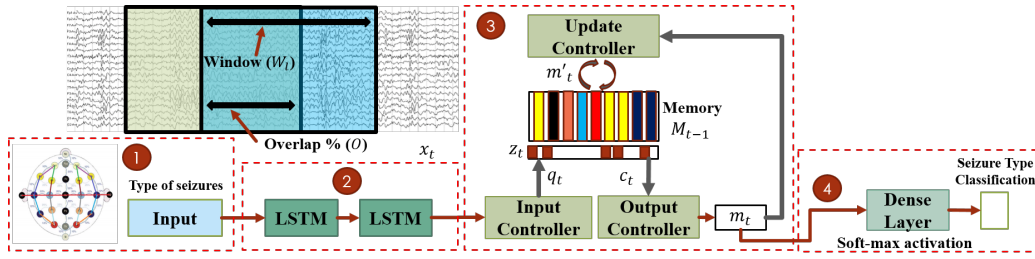 Window (W_l)
Overlap % (O)
1
Type of seizures
Input
x_t
2
LSTM
LSTM
3
Update
Controller
m'_t
Memory
M_{t-1}
z_t
q_t
c_t
Input
Controller
Output
Controller
m_t
4
Seizure Type
Classification
Dense
Layer
Soft-max activation